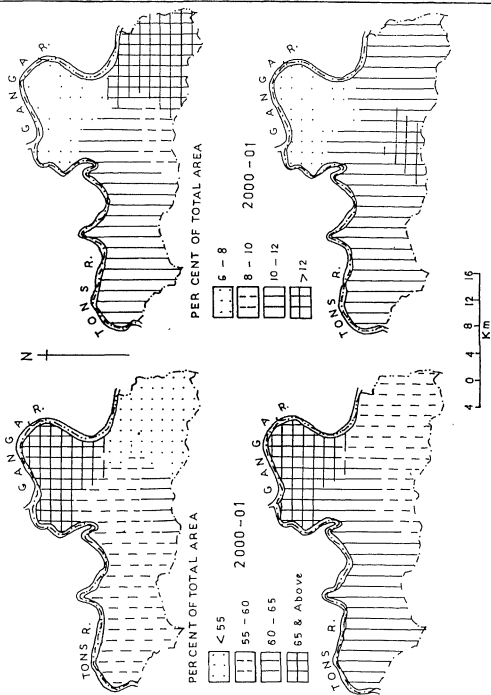 GANGA R.
TONS R.
PER CENT OF TOTAL AREA
2000-01
6 - 8
8 - 10
10 - 12
>12
GANGA R.
TONS R.
N
4 0 4 8 12 16
Km
GANGA R.
TONS R.
PERCENT OF TOTAL AREA
2000-01
< 55
55 - 60
60 - 65
65 & Above
GANGA R.
TONS R.